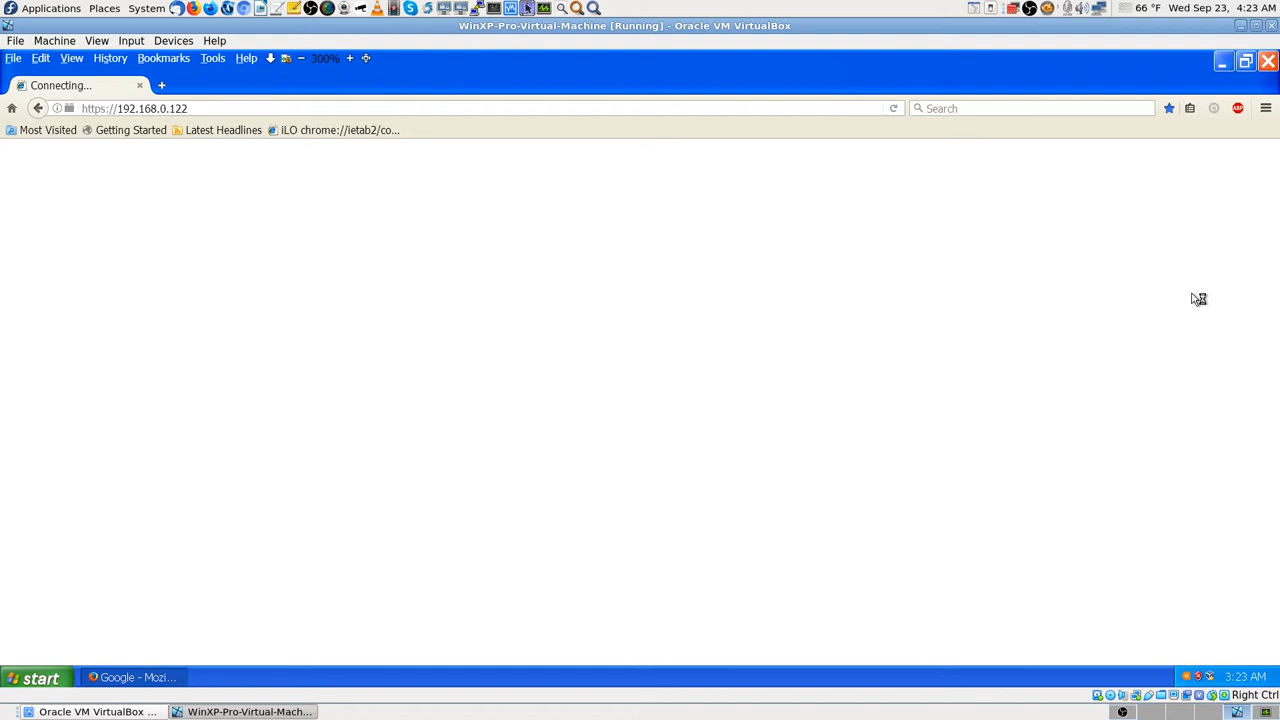 Applications Places System 66 °F Wed Sep 23, 4:23 AM
WinXP-Pro-Virtual-Machine [Running] - Oracle VM VirtualBox
File Machine View Input Devices Help
File Edit View History Bookmarks Tools Help 300%
Connecting...
https://192.168.0.122 Search
Most Visited Getting Started Latest Headlines iLO chrome://ietab2/co...
start Google - Mozi... 3:23 AM
Right Ctrl
Oracle VM VirtualBox ... WinXP-Pro-Virtual-Mach...